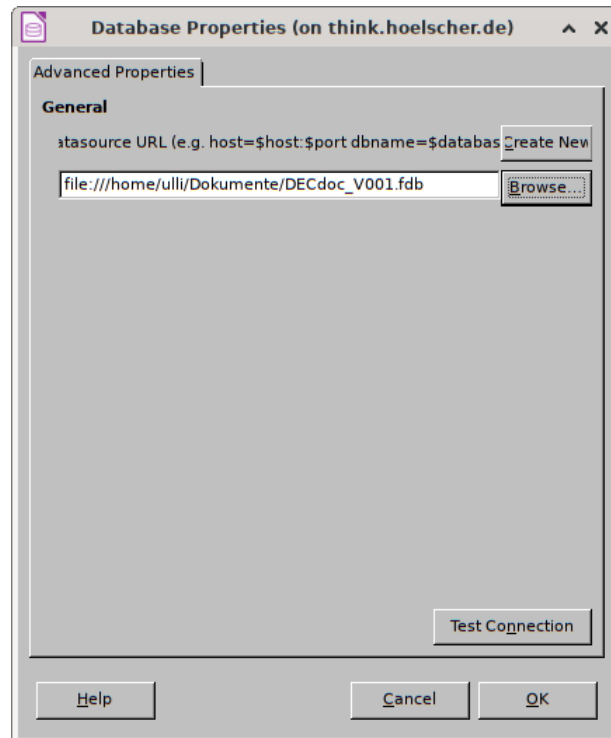 Database Properties (on think.hoelscher.de)
Advanced Properties
General
atasource URL (e.g. host=$host:$port dbname=$databas
Create New
file:///home/ulli/Dokumente/DECdoc_V001.fdb
Browse...
Test Connection
Help
Cancel
OK